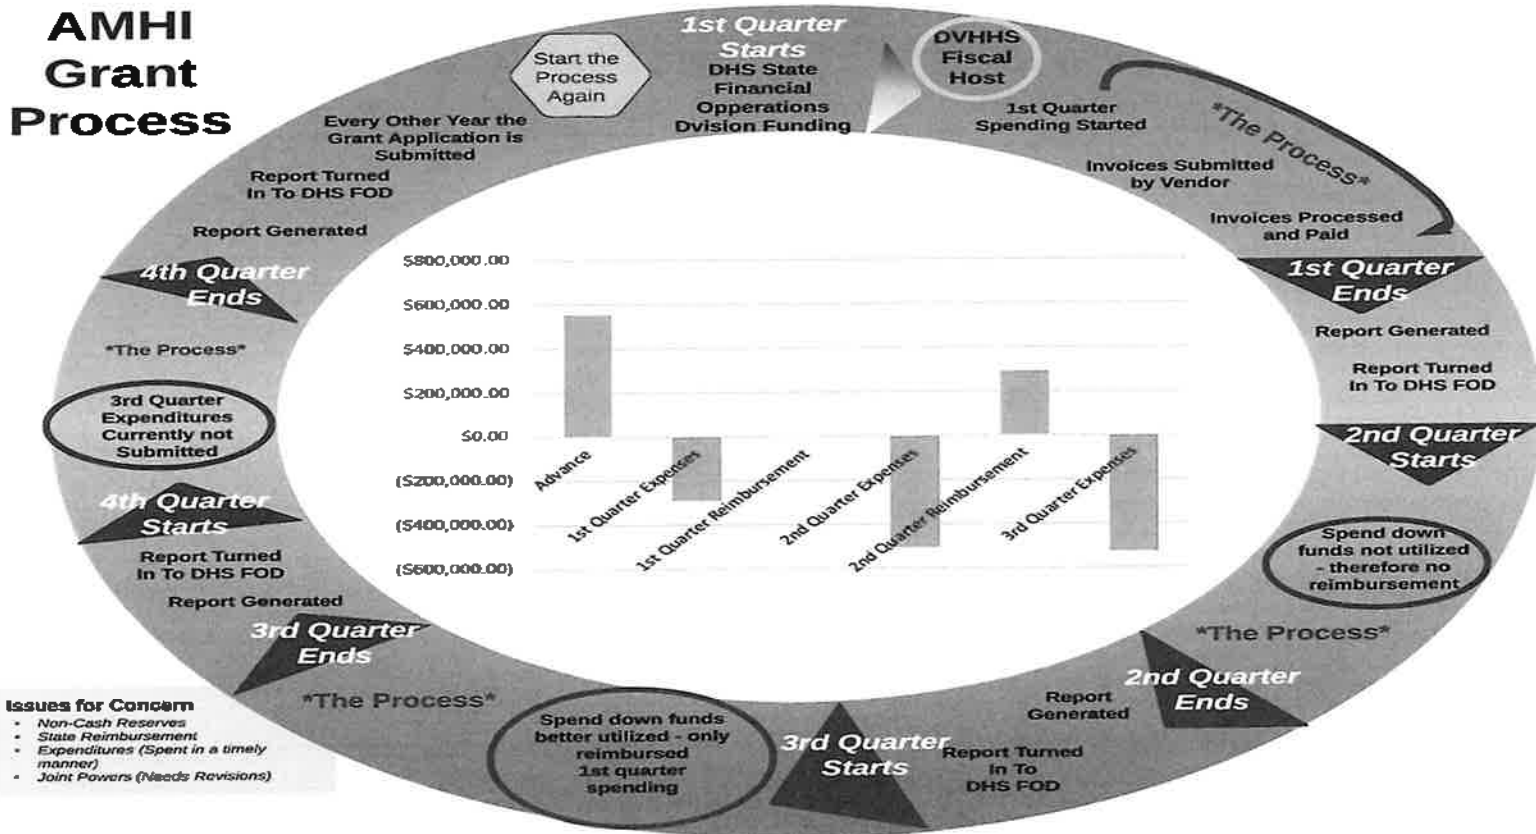 AMHI
Grant
Process
Start the
Process
Again
1st Quarter
Starts
DHS State
Financial
Opperations
Dvision Funding
DVHHS
Fiscal
Host
1st Quarter
Spending Started
*The Process*
Invoices Submitted
by Vendor
Invoices Processed
and Paid
1st Quarter
Ends
Report Generated
Report Turned
In To DHS FOD
2nd Quarter
Starts
Spend down
funds not utilized
- therefore no
reimbursement
*The Process*
2nd Quarter
Ends
Report
Generated
Report Turned
In To
DHS FOD
3rd Quarter
Starts
Spend down funds
better utilized - only
reimbursed
1st quarter
spending
*The Process*
3rd Quarter
Ends
Report Generated
Report Turned
In To DHS FOD
4th Quarter
Starts
3rd Quarter
Expenditures
Currently not
Submitted
*The Process*
4th Quarter
Ends
Report Generated
Report Turned
In To DHS FOD
Every Other Year the
Grant Application is
Submitted
$800,000.00
$600,000.00
$400,000.00
$200,000.00
$0.00
($200,000.00)
($400,000.00)
($600,000.00)
Advance
1st Quarter Expenses
1st Quarter Reimbursement
2nd Quarter Expenses
2nd Quarter Reimbursement
3rd Quarter Expenses
Issues for Concern
• Non-Cash Reserves
• State Reimbursement
• Expenditures (Spent in a timely
manner)
• Joint Powers (Needs Revisions)